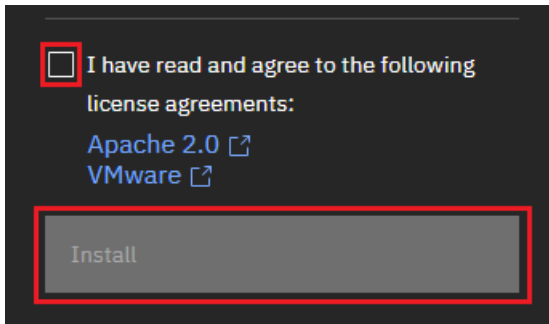 I have read and agree to the following
license agreements:
Apache 2.0
VMware
Install